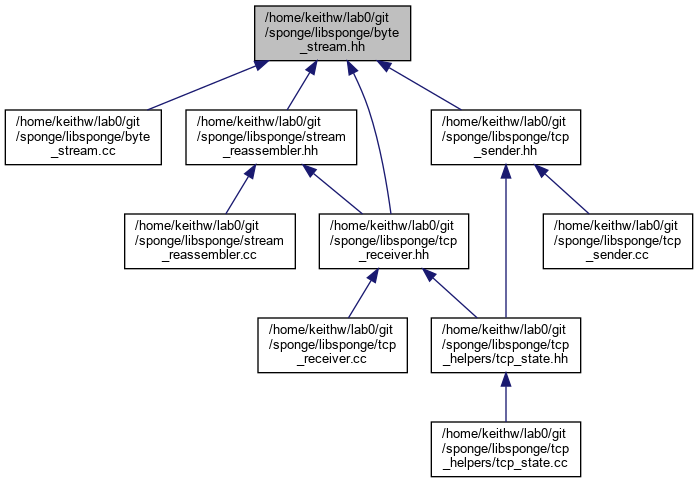 /home/keithw/lab0/git
/sponge/libsponge/byte
_stream.hh
/home/keithw/lab0/git
/sponge/libsponge/byte
_stream.cc
/home/keithw/lab0/git
/sponge/libsponge/stream
_reassembler.hh
/home/keithw/lab0/git
/sponge/libsponge/tcp
_sender.hh
/home/keithw/lab0/git
/sponge/libsponge/stream
_reassembler.cc
/home/keithw/lab0/git
/sponge/libsponge/tcp
_receiver.hh
/home/keithw/lab0/git
/sponge/libsponge/tcp
_sender.cc
/home/keithw/lab0/git
/sponge/libsponge/tcp
_receiver.cc
/home/keithw/lab0/git
/sponge/libsponge/tcp
_helpers/tcp_state.hh
/home/keithw/lab0/git
/sponge/libsponge/tcp
_helpers/tcp_state.cc